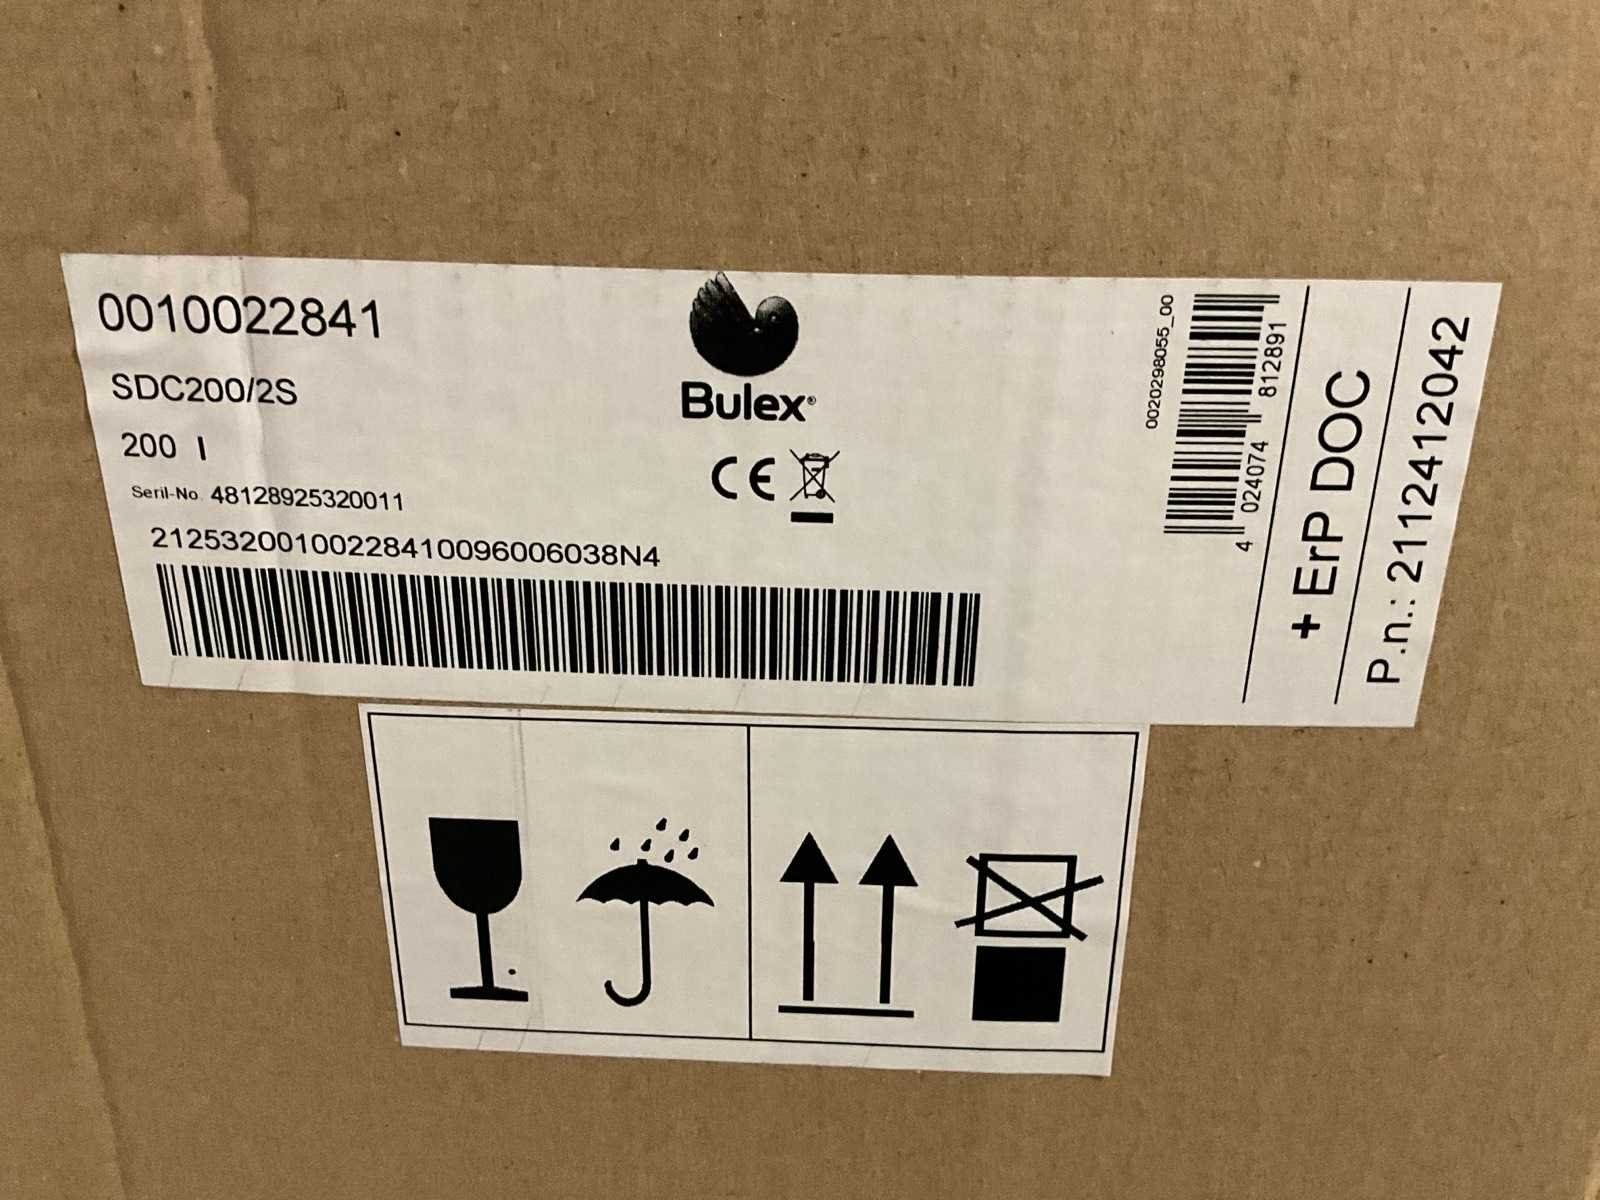 0010022841
SDC200/2S
200 l
Seril-No. 48128925320011
21253200100228410096006038N4
Bulex®
CE
0020298055_00
4 024074 812891
+ ErP DOC
P.n.: 2112412042